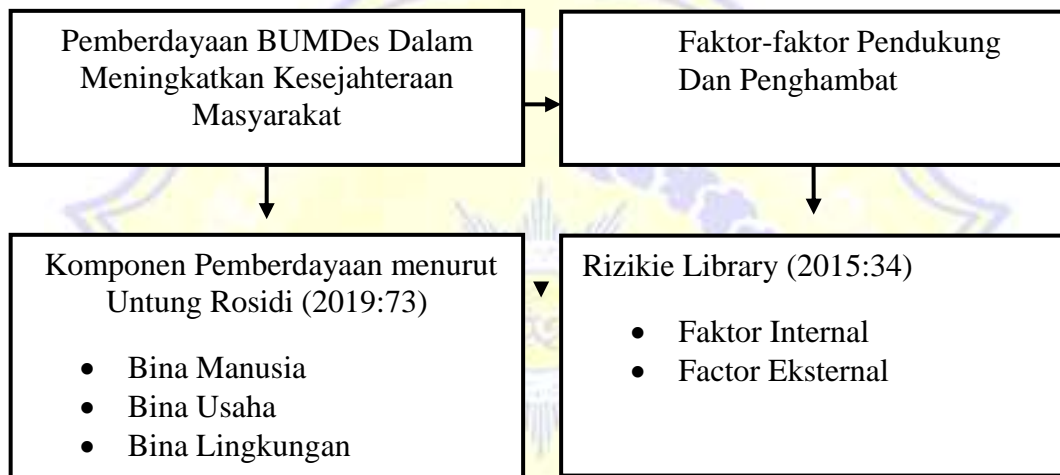 Pemberdayaan BUMDes Dalam
Meningkatkan Kesejahteraan
Masyarakat
Faktor-faktor Pendukung
Dan Penghambat
Komponen Pemberdayaan menurut
Untung Rosidi (2019:73)
• Bina Manusia
• Bina Usaha
• Bina Lingkungan
Rizikie Library (2015:34)
• Faktor Internal
• Factor Eksternal